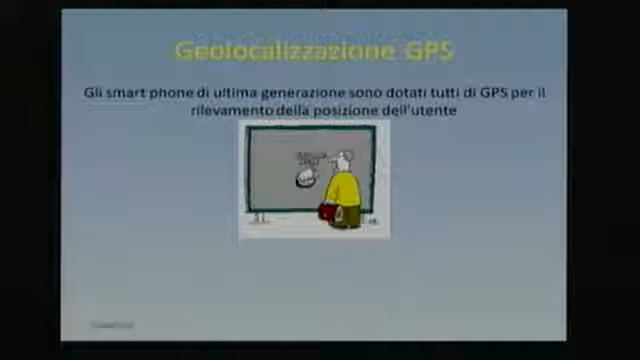 Geolocalizzazione GPS
Gli smart phone di ultima generazione sono dotati tutti di GPS per il
rilevamento della posizione dell'utente